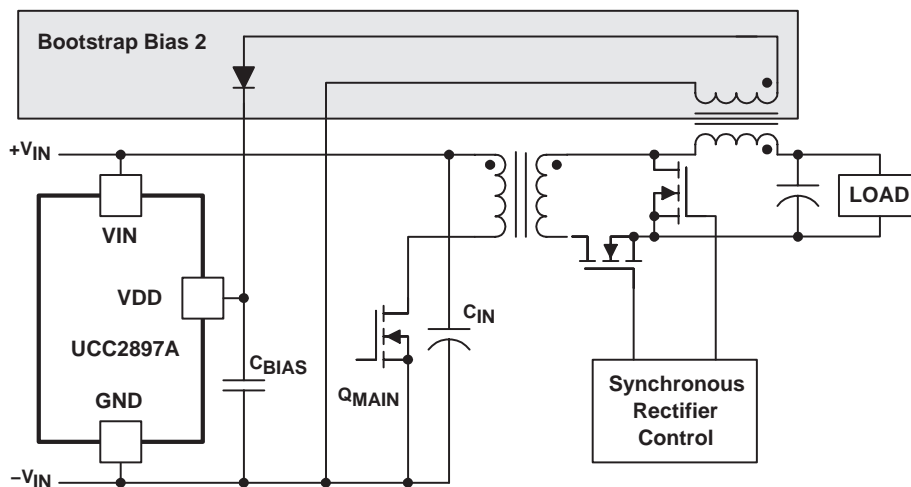 Bootstrap Bias 2
+VIN
VIN
VDD
UCC2897A
GND
CBIAS
CIN
QMAIN
LOAD
Synchronous
Rectifier
Control
−VIN